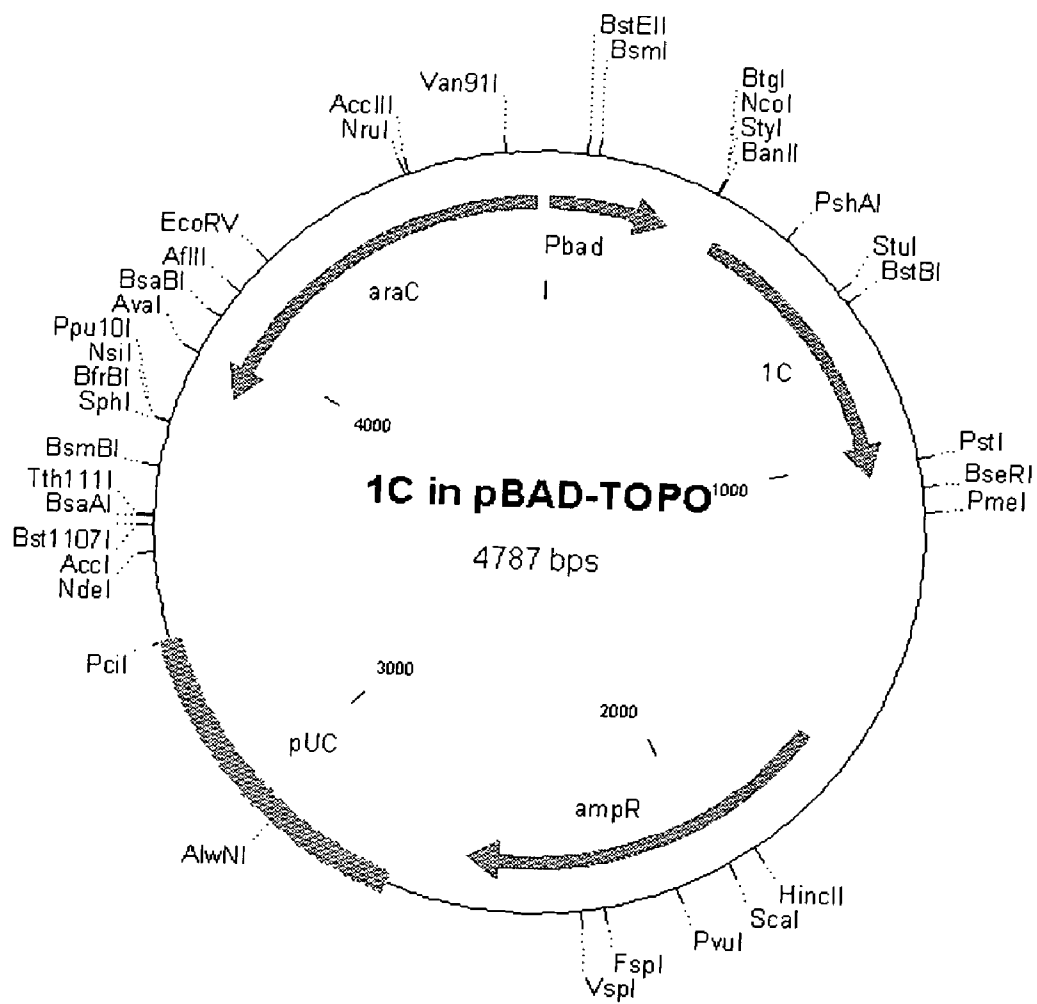 BstEII
BsmI
Van91I
BtgI
NcoI
StyI
BanII
AccIII
NruI
PshAI
StuI
BstBI
EcoRV
AflII
BsaBI
AvaI
Ppu10I
NsiI
BfrBI
SphI
BsmBI
Tth111I
BsaAI
Bst1107I
AccI
NdeI
PciI
AlwNI
Pbad
araC
1C
4000
1000
PstI
BseRI
PmeI
1C in pBAD-TOPO
4787 bps
3000
2000
pUC
ampR
HincII
ScaI
PvuI
FspI
VspI